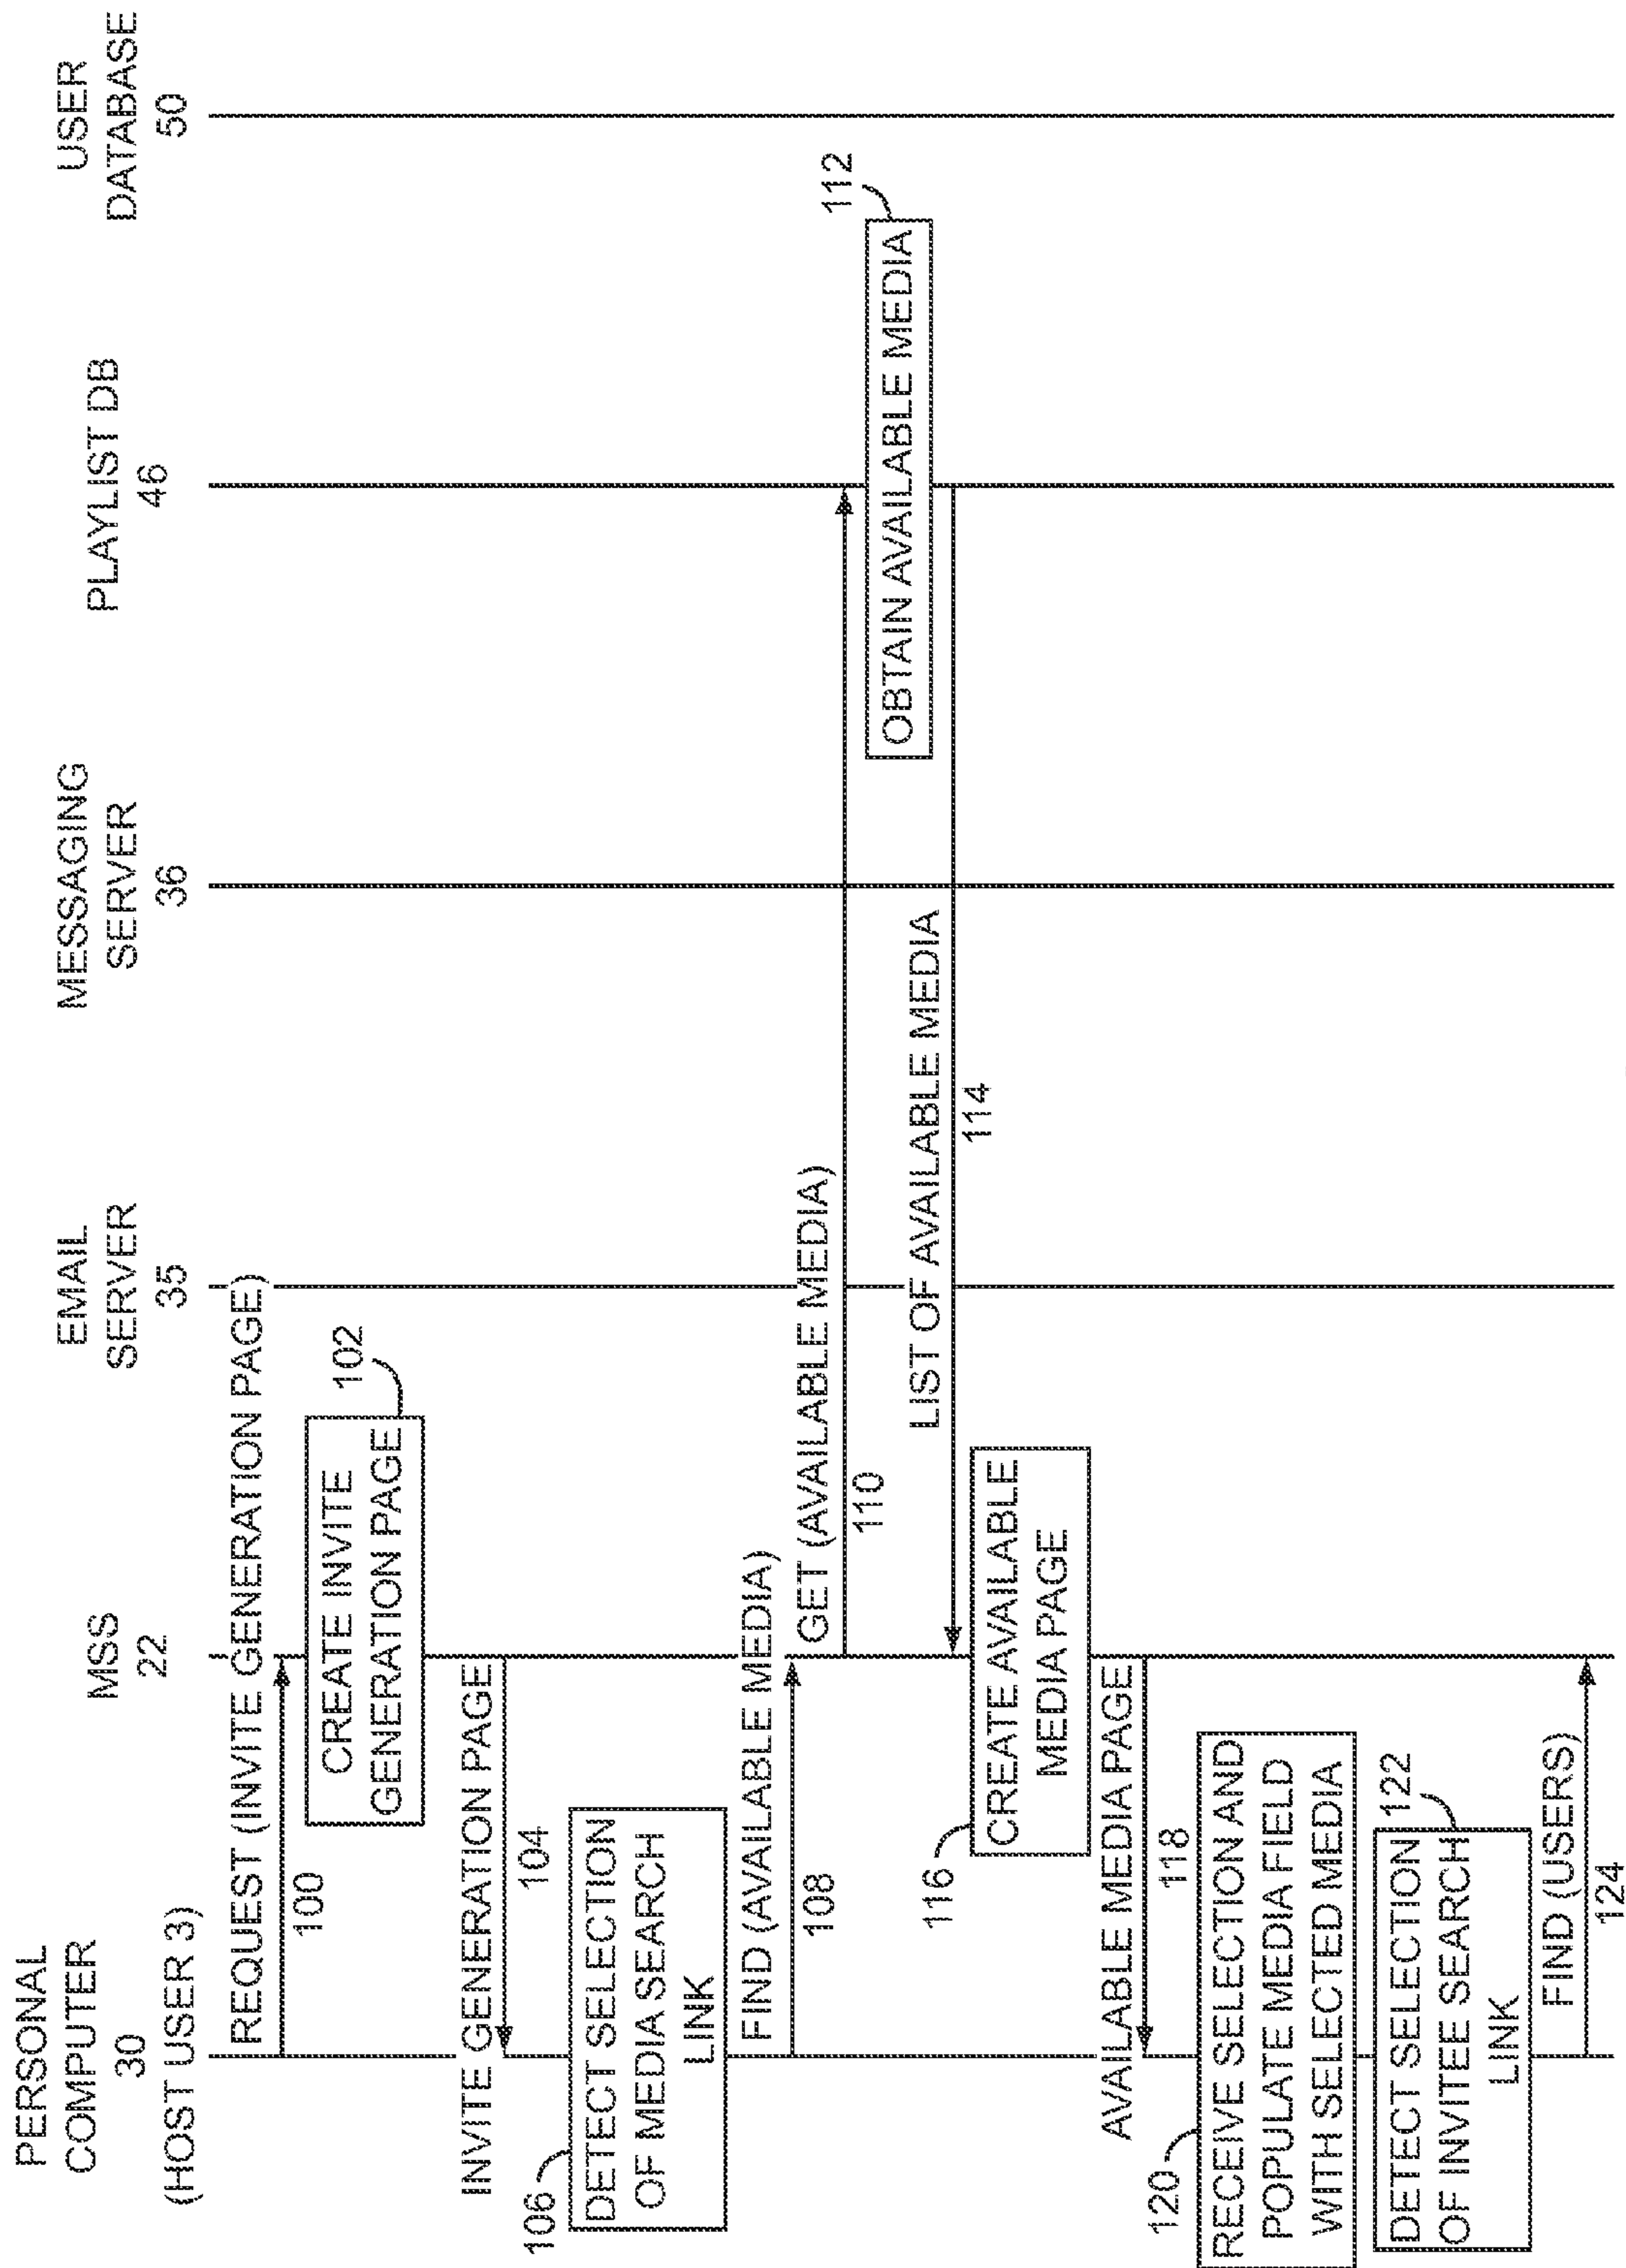 PERSONAL
COMPUTER
30
(HOST USER 3)
MSS
22
EMAIL
SERVER
35
MESSAGING
SERVER
36
PLAYLIST DB
46
USER
DATABASE
50
REQUEST (INVITE GENERATION PAGE)
100
CREATE INVITE
GENERATION PAGE
102
INVITE GENERATION PAGE
104
106
DETECT SELECTION
OF MEDIA SEARCH
LINK
FIND (AVAILABLE MEDIA)
108
GET (AVAILABLE MEDIA)
110
112
OBTAIN AVAILABLE MEDIA
LIST OF AVAILABLE MEDIA
114
116
CREATE AVAILABLE
MEDIA PAGE
AVAILABLE MEDIA PAGE
118
120
RECEIVE SELECTION AND
POPULATE MEDIA FIELD
WITH SELECTED MEDIA
122
DETECT SELECTION
OF INVITEE SEARCH
LINK
FIND (USERS)
124